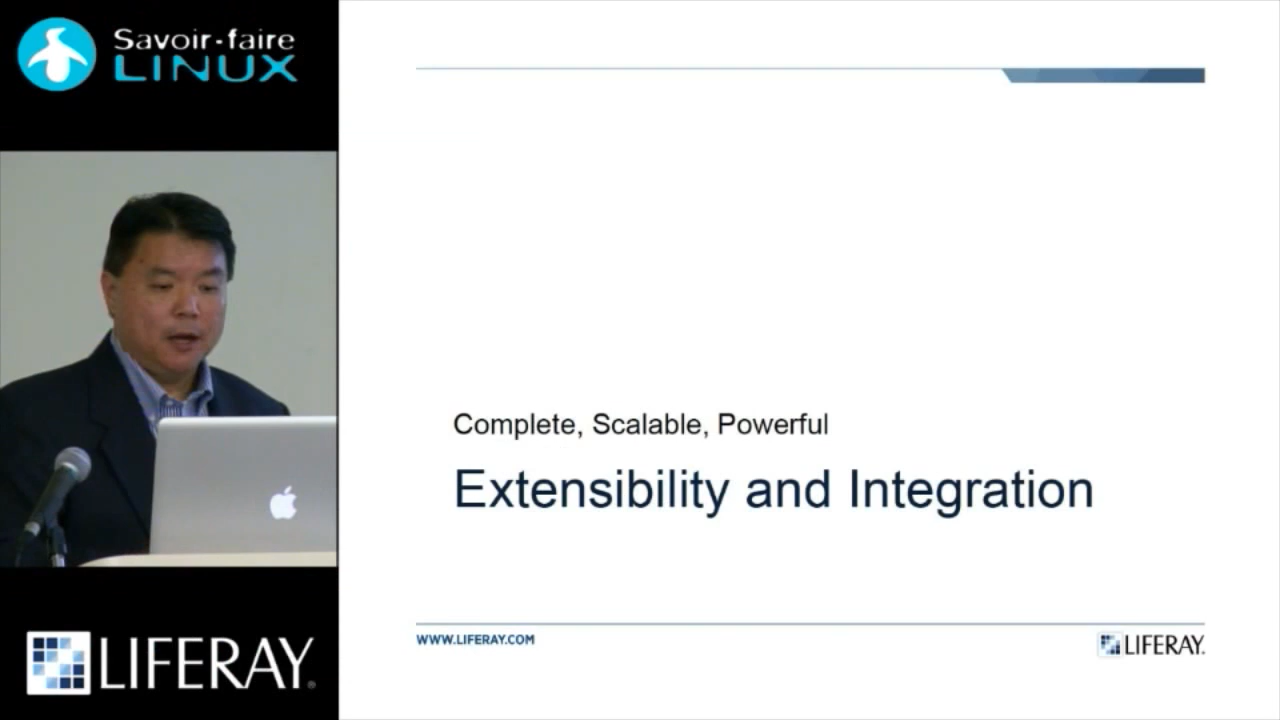 Savoir-faire
LINUX
Complete, Scalable, Powerful
Extensibility and Integration
WWW.LIFERAY.COM
LIFERAY.
LIFERAY®